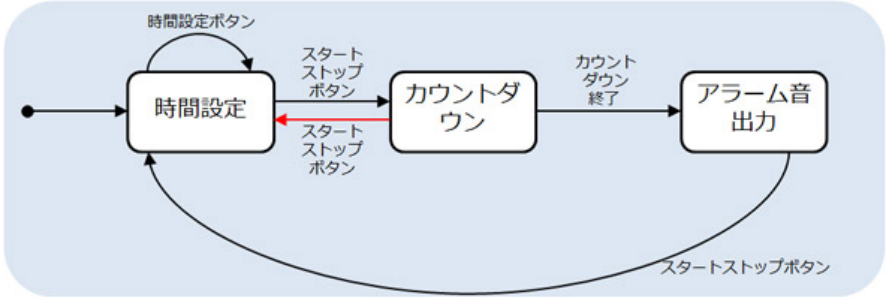 時間設定ボタン
スタート
ストップ
ボタン
カウント
ダウン
終了
時間設定
カウントダ
ウン
アラーム音
出力
スタート
ストップ
ボタン
スタートストップボタン